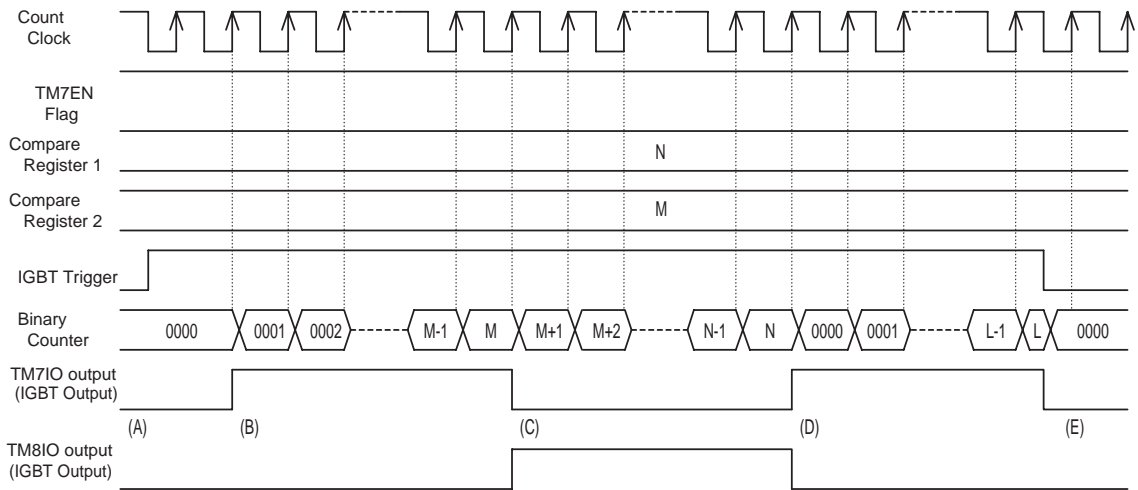 Count
Clock
TM7EN
Flag
Compare
Register 1
N
Compare
Register 2
M
IGBT Trigger
Binary
Counter
0000 0001 0002 M-1 M M+1 M+2 N-1 N 0000 0001 L-1 L 0000
TM7IO output
(IGBT Output)
(A) (B) (C) (D) (E)
TM8IO output
(IGBT Output)